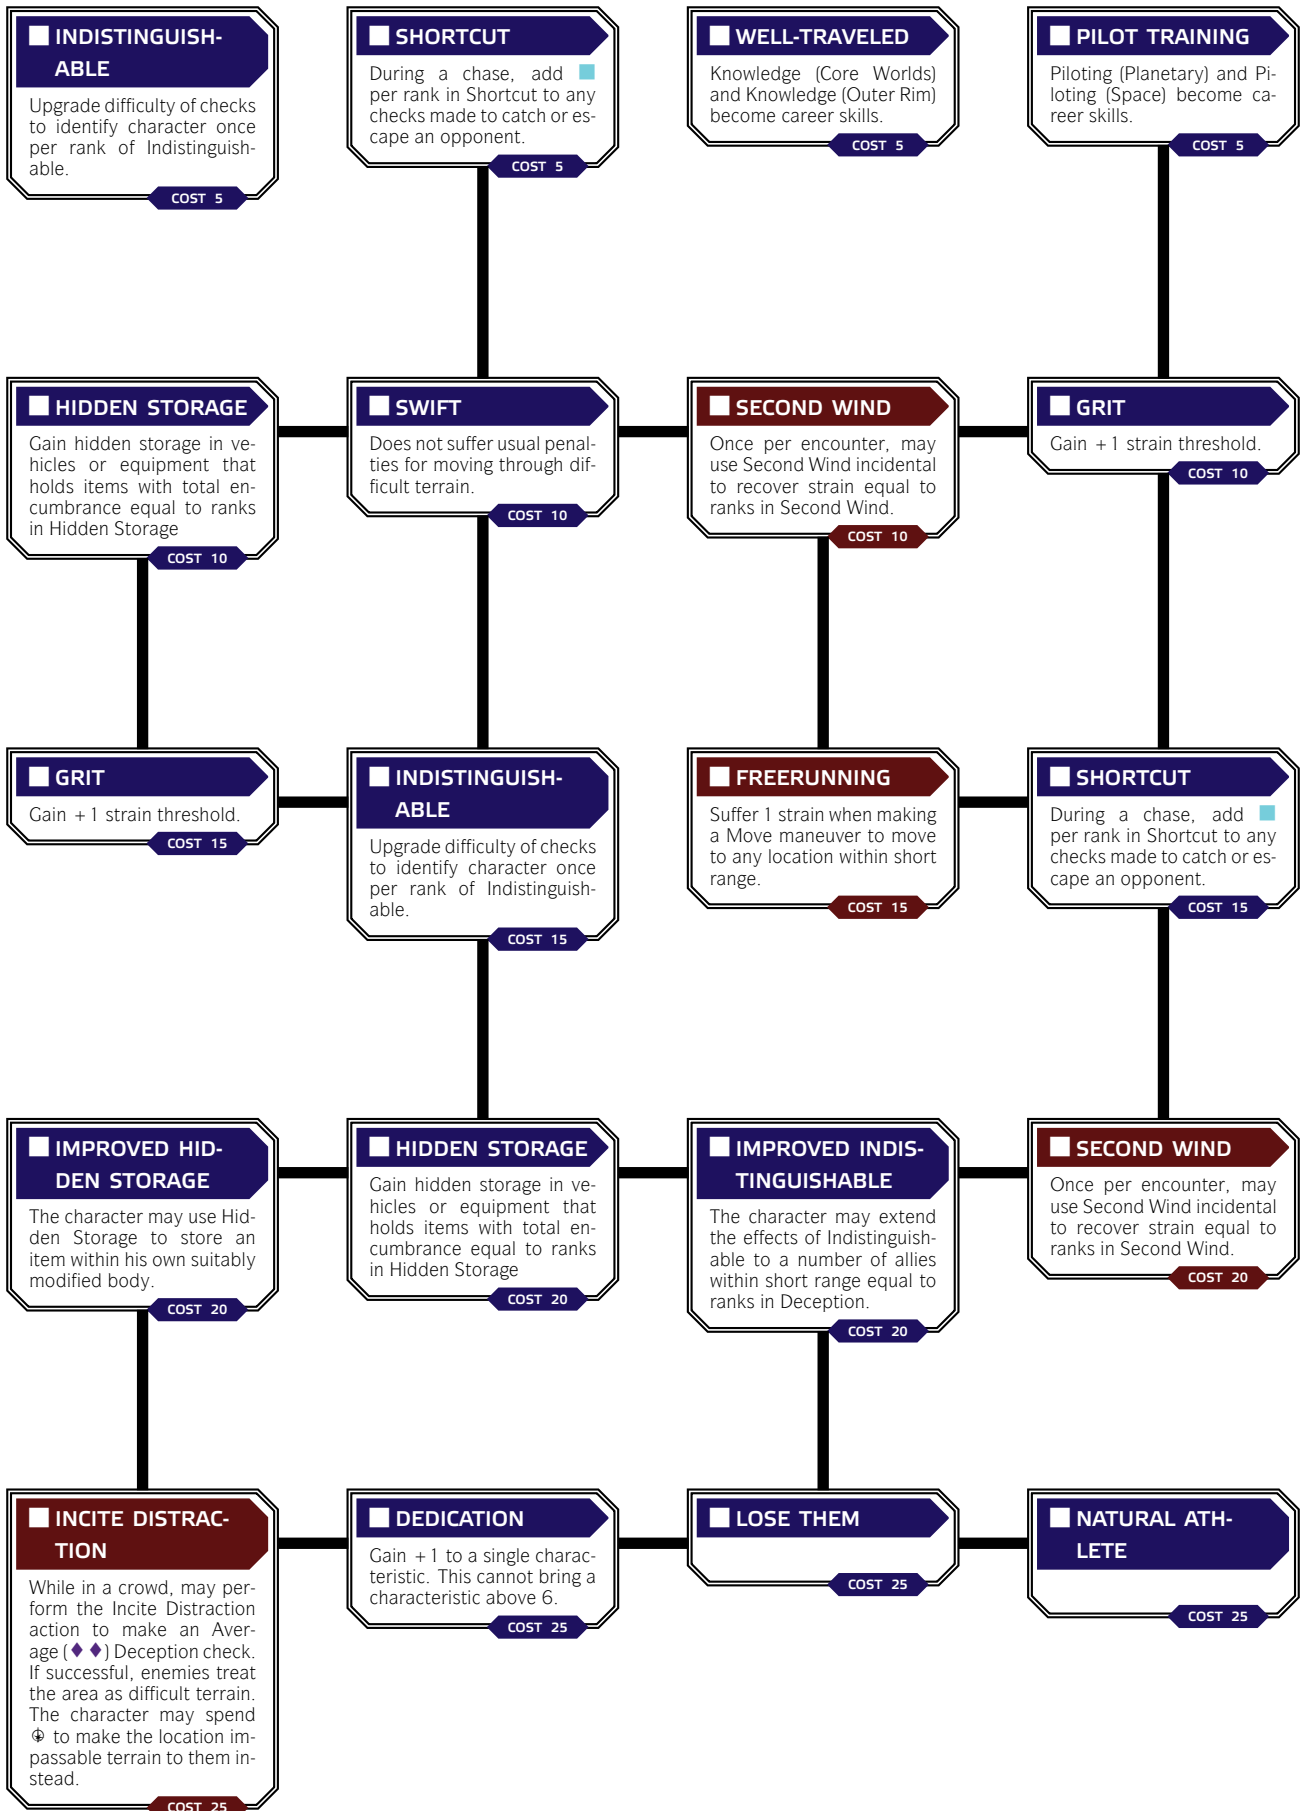 INDISTINGUISH-
ABLE
Upgrade difficulty of checks
to identify character once
per rank of Indistinguish-
able.
COST 5
SHORTCUT
During a chase, add
per rank in Shortcut to any
checks made to catch or es-
cape an opponent.
COST 5
WELL-TRAVELED
Knowledge (Core Worlds)
and Knowledge (Outer Rim)
become career skills.
COST 5
PILOT TRAINING
Piloting (Planetary) and Pi-
loting (Space) become ca-
reer skills.
COST 5
HIDDEN STORAGE
Gain hidden storage in ve-
hicles or equipment that
holds items with total en-
cumbrance equal to ranks
in Hidden Storage
COST 10
SWIFT
Does not suffer usual penal-
ties for moving through dif-
ficult terrain.
COST 10
SECOND WIND
Once per encounter, may
use Second Wind incidental
to recover strain equal to
ranks in Second Wind.
COST 10
GRIT
Gain +1 strain threshold.
COST 10
GRIT
Gain +1 strain threshold.
COST 15
INDISTINGUISH-
ABLE
Upgrade difficulty of checks
to identify character once
per rank of Indistinguish-
able.
COST 15
FREERUNNING
Suffer 1 strain when making
a Move maneuver to move
to any location within short
range.
COST 15
SHORTCUT
During a chase, add
per rank in Shortcut to any
checks made to catch or es-
cape an opponent.
COST 15
IMPROVED HID-
DEN STORAGE
The character may use Hid-
den Storage to store an
item within his own suitably
modified body.
COST 20
HIDDEN STORAGE
Gain hidden storage in ve-
hicles or equipment that
holds items with total en-
cumbrance equal to ranks
in Hidden Storage
COST 20
IMPROVED INDIS-
TINGUISHABLE
The character may extend
the effects of Indistinguish-
able to a number of allies
within short range equal to
ranks in Deception.
COST 20
SECOND WIND
Once per encounter, may
use Second Wind incidental
to recover strain equal to
ranks in Second Wind.
COST 20
INCITE DISTRAC-
TION
While in a crowd, may per-
form the Incite Distraction
action to make an Aver-
age (♦ ♦) Deception check.
If successful, enemies treat
the area as difficult terrain.
The character may spend
to make the location im-
passable terrain to them in-
stead.
COST 25
DEDICATION
Gain +1 to a single charac-
teristic. This cannot bring a
characteristic above 6.
COST 25
LOSE THEM
COST 25
NATURAL ATH-
LETE
COST 25